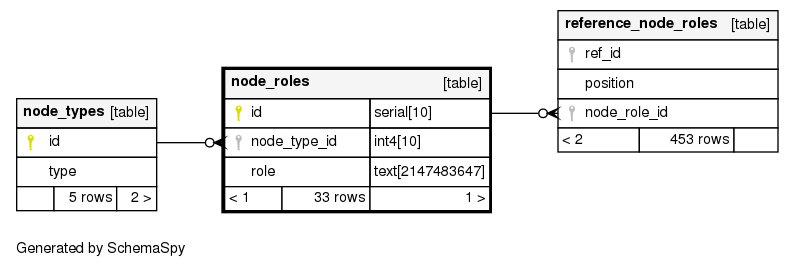 node_types [table]
id
type
5 rows 2 >
node_roles [table]
id serial[10]
node_type_id int4[10]
role text[2147483647]
< 1 33 rows 1 >
reference_node_roles [table]
ref_id
position
node_role_id
< 2 453 rows
Generated by SchemaSpy